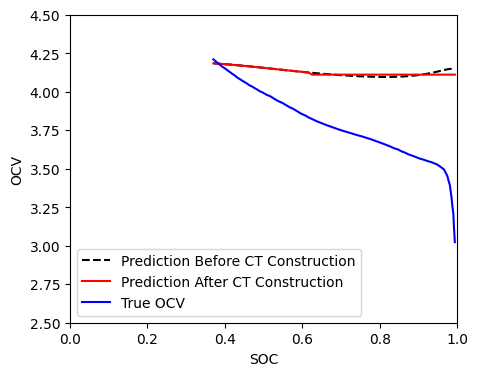 4.50
4.25
4.00
3.75
3.50
3.25
3.00
2.75
2.50
OCV
Prediction Before CT Construction
Prediction After CT Construction
True OCV
0.0 0.2 0.4 0.6 0.8 1.0
SOC